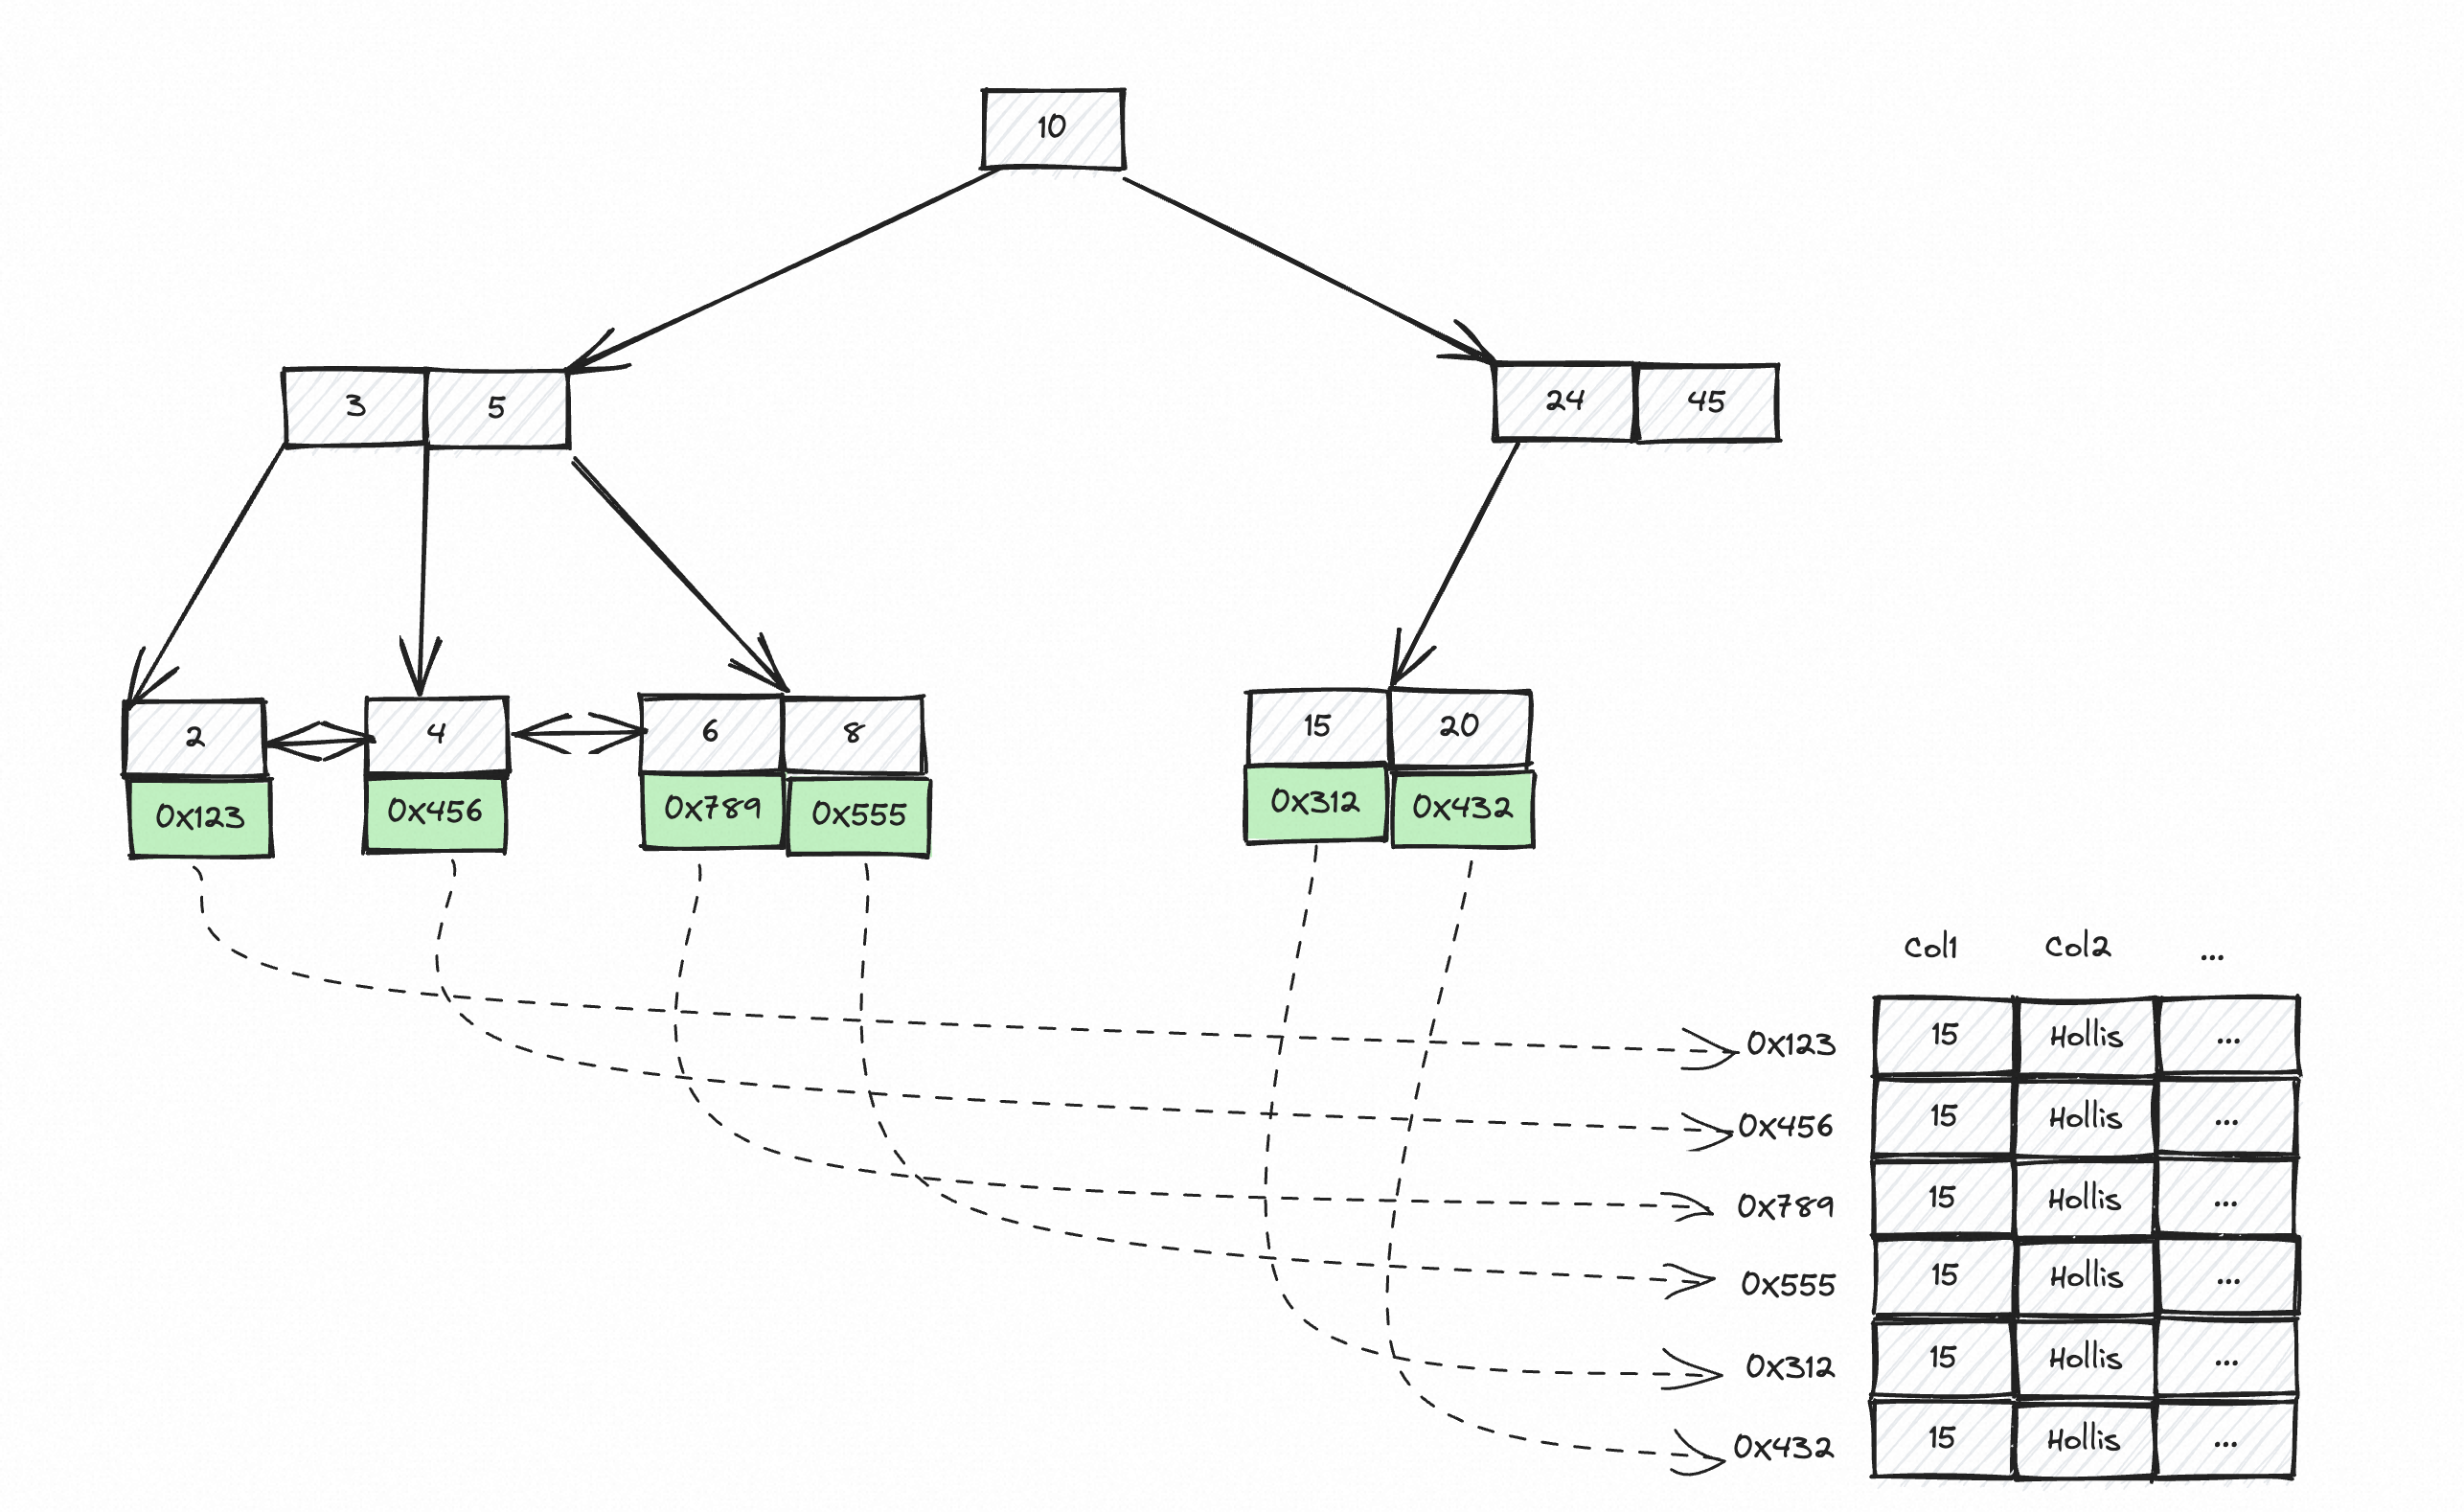 10
3 5
24 45
2 4 6 8 15 20
0x123 0x456 0x789 0x555 0x312 0x432
Col1 Col2 ...
0x123 15 Hollis ...
0x456 15 Hollis ...
0x789 15 Hollis ...
0x555 15 Hollis ...
0x312 15 Hollis ...
0x432 15 Hollis ...